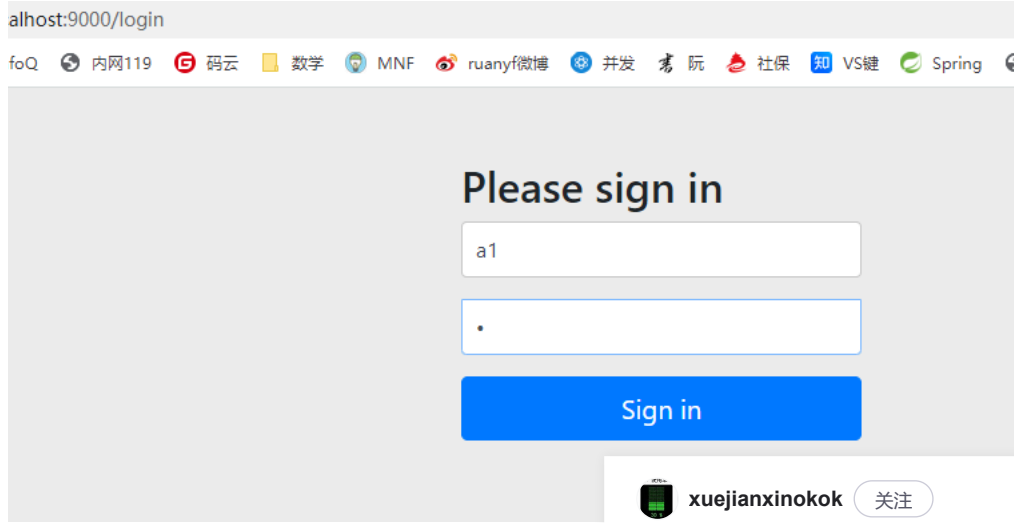 alhost:9000/login
foQ 内网119 G 码云 数学 MNF ruanyf微博 并发 阮 社保 知 VS键 Spring
Please sign in
a1
•
Sign in
xuejianxinokok 关注